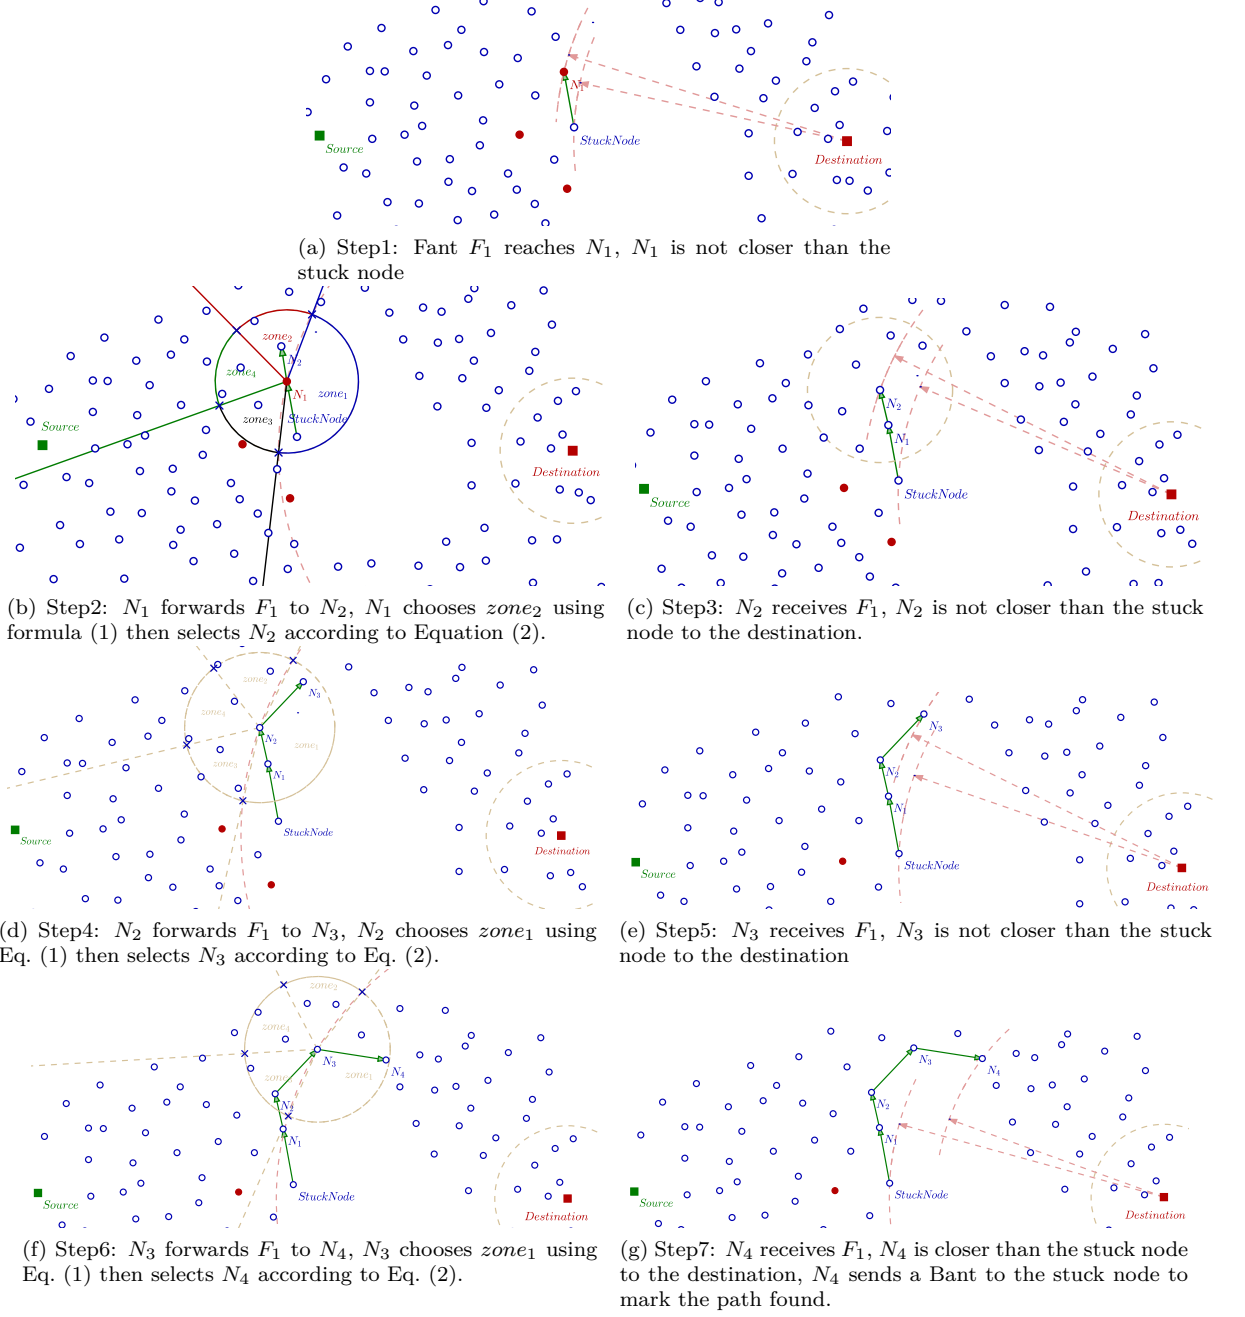 N₁
StuckNode
Source
Destination
(a) Step1: Fant F₁ reaches N₁, N₁ is not closer than the
stuck node
zone₂
N₂
zone₄
N₁
zone₁
zone₃
StuckNode
Source
Destination
(b) Step2: N₁ forwards F₁ to N₂, N₁ chooses zone₂ using
formula (1) then selects N₂ according to Equation (2).
N₂
N₁
StuckNode
Source
Destination
(c) Step3: N₂ receives F₁, N₂ is not closer than the stuck
node to the destination.
zone₂
N₃
zone₄
N₂
zone₁
zone₃
N₁
StuckNode
Source
Destination
(d) Step4: N₂ forwards F₁ to N₃, N₂ chooses zone₁ using
Eq. (1) then selects N₃ according to Eq. (2).
N₃
N₂
N₁
StuckNode
Source
Destination
(e) Step5: N₃ receives F₁, N₃ is not closer than the stuck
node to the destination
zone₂
zone₄
N₃
N₄
zone₁
N₂
N₁
StuckNode
Source
Destination
(f) Step6: N₃ forwards F₁ to N₄, N₃ chooses zone₁ using
Eq. (1) then selects N₄ according to Eq. (2).
N₃
N₄
N₂
N₁
StuckNode
Source
Destination
(g) Step7: N₄ receives F₁, N₄ is closer than the stuck node
to the destination, N₄ sends a Bant to the stuck node to
mark the path found.